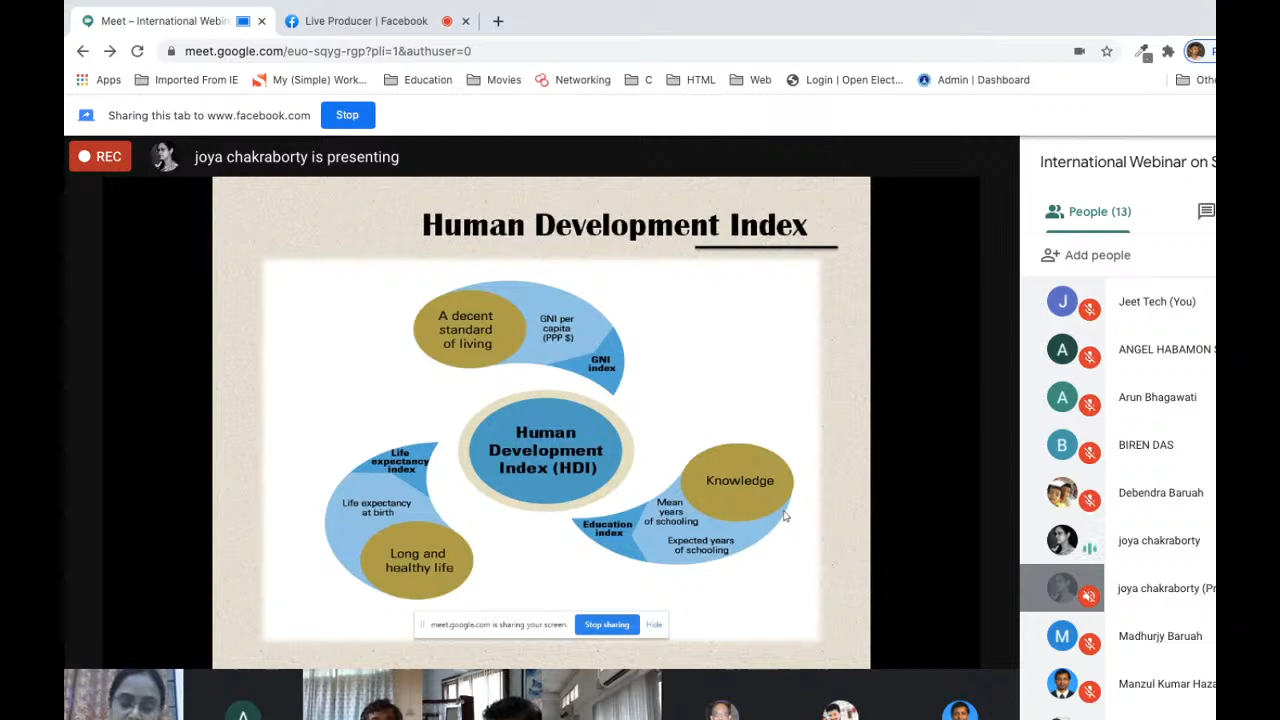 Meet – International Webin
Live Producer | Facebook
meet.google.com/euo-sqyg-rgp?pli=1&authuser=0
Apps
Imported From IE
My (Simple) Work...
Education
Movies
Networking
C
HTML
Web
Login | Open Elect...
Admin | Dashboard
Othe
Sharing this tab to www.facebook.com
Stop
REC
joya chakraborty is presenting
Human Development Index
A decent
standard
of living
GNI per
capita
(PPP $)
GNI
index
Human
Development
Index (HDI)
Life
expectancy
index
Life expectancy
at birth
Long and
healthy life
Knowledge
Mean
years
of schooling
Expected years
of schooling
Education
index
meet.google.com is sharing your screen.
Stop sharing
Hide
International Webinar on S
People (13)
Add people
J
Jeet Tech (You)
A
ANGEL HABAMON S
A
Arun Bhagawati
B
BIREN DAS
Debendra Baruah
joya chakraborty
joya chakraborty (Pr
M
Madhurjy Baruah
Manzul Kumar Haza
A